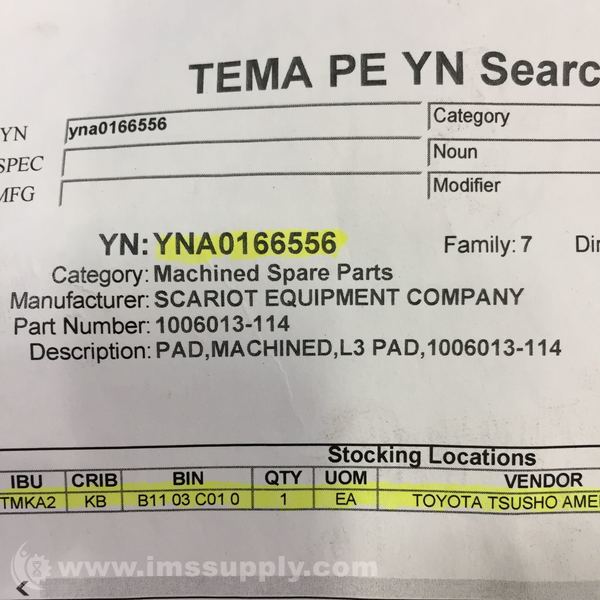 TEMA PE YN Searc
YN yna0166556 Category
SPEC Noun
MFG Modifier
YN: YNA0166556 Family: 7 Dir
Category: Machined Spare Parts
Manufacturer: SCARIOT EQUIPMENT COMPANY
Part Number: 1006013-114
Description: PAD,MACHINED,L3 PAD,1006013-114
Stocking Locations
IBU CRIB BIN QTY UOM VENDOR
TMKA2 KB B11 03 C01 0 1 EA TOYOTA TSUSHO AME
www.imssupply.com